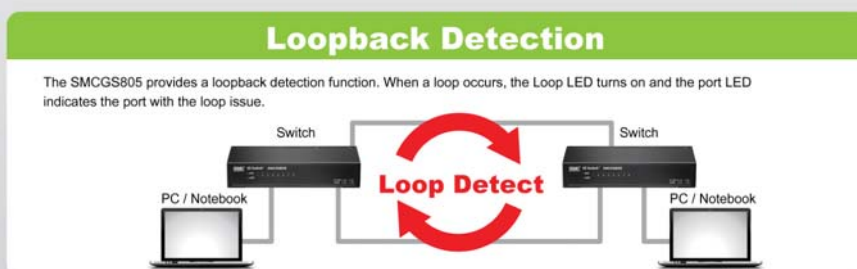 Loopback Detection
The SMCGS805 provides a loopback detection function. When a loop occurs, the Loop LED turns on and the port LED
indicates the port with the loop issue.
Switch
Switch
Loop Detect
PC / Notebook
PC / Notebook